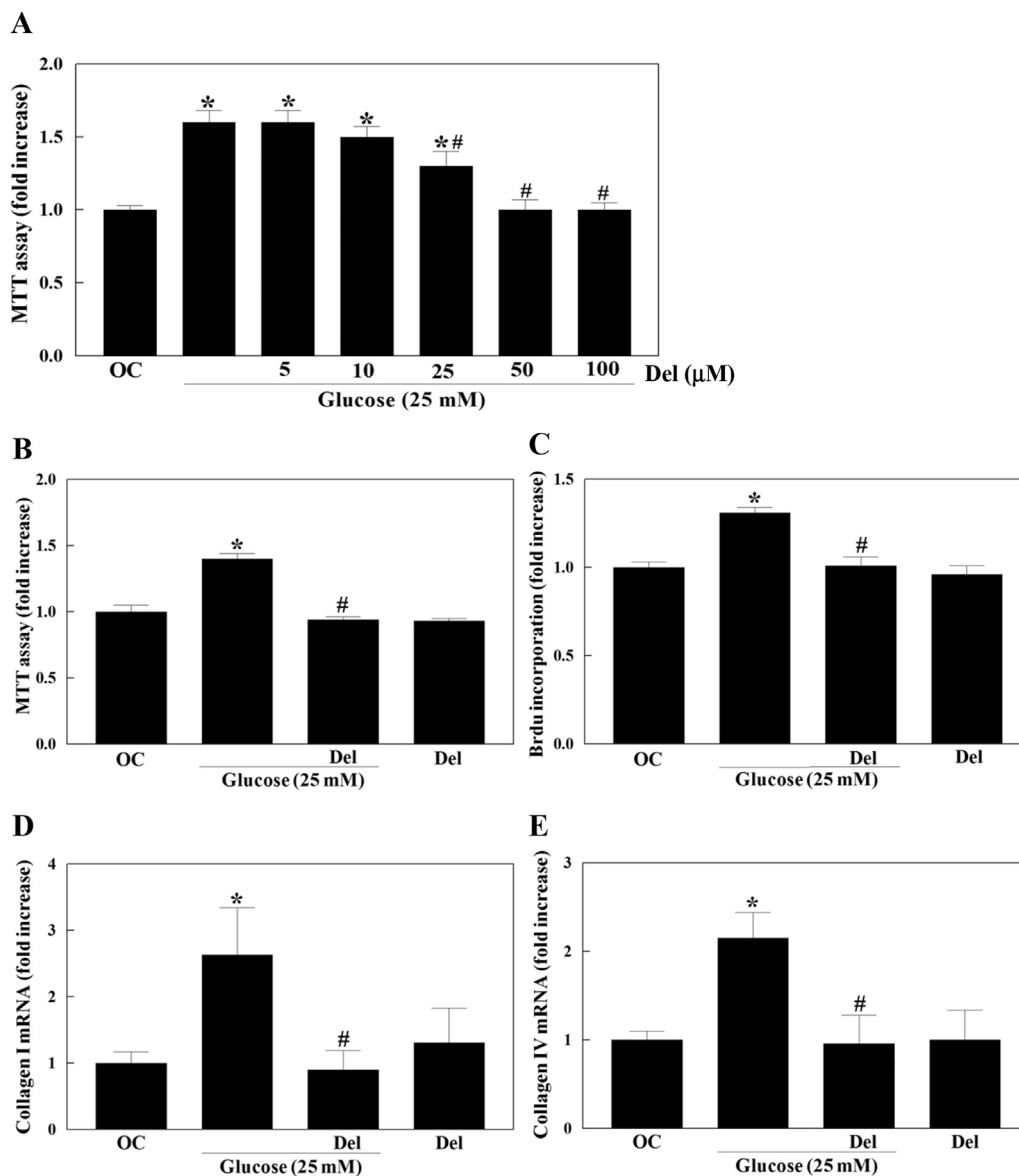 A
MTT assay (fold increase)
2.0
1.5
1.0
0.5
0.0
*
*
*
*#
#
#
OC
5
10
25
50
100
Del (μM)
Glucose (25 mM)
B
MTT assay (fold increase)
2.0
1.5
1.0
0.5
0.0
*
#
OC
Del
Del
Glucose (25 mM)
C
Brdu incorporation (fold increase)
1.5
1.0
0.5
0.0
*
#
OC
Del
Del
Glucose (25 mM)
D
Collagen I mRNA (fold increase)
4
3
2
1
0
*
#
OC
Del
Del
Glucose (25 mM)
E
Collagen IV mRNA (fold increase)
3
2
1
0
*
#
OC
Del
Del
Glucose (25 mM)